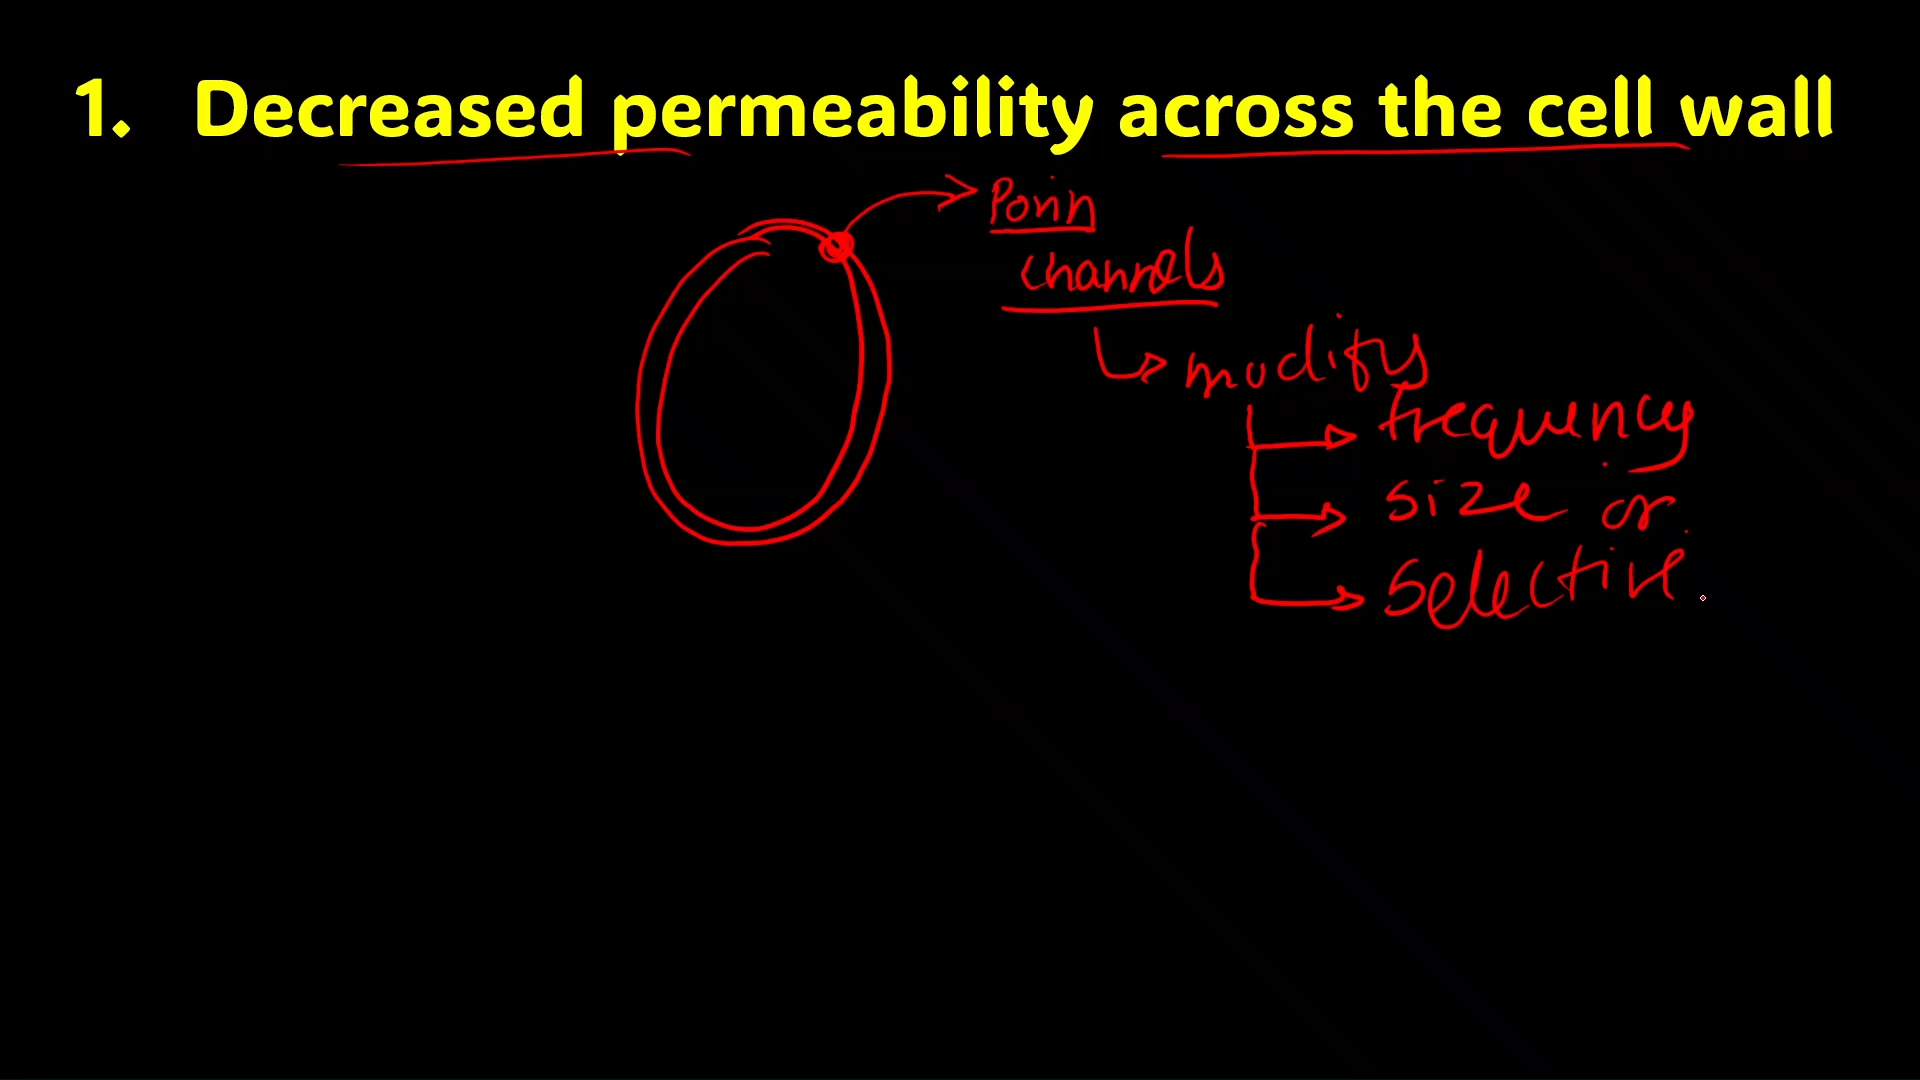 1. Decreased permeability across the cell wall
Porin
channels
modify
frequency
size or
selective.